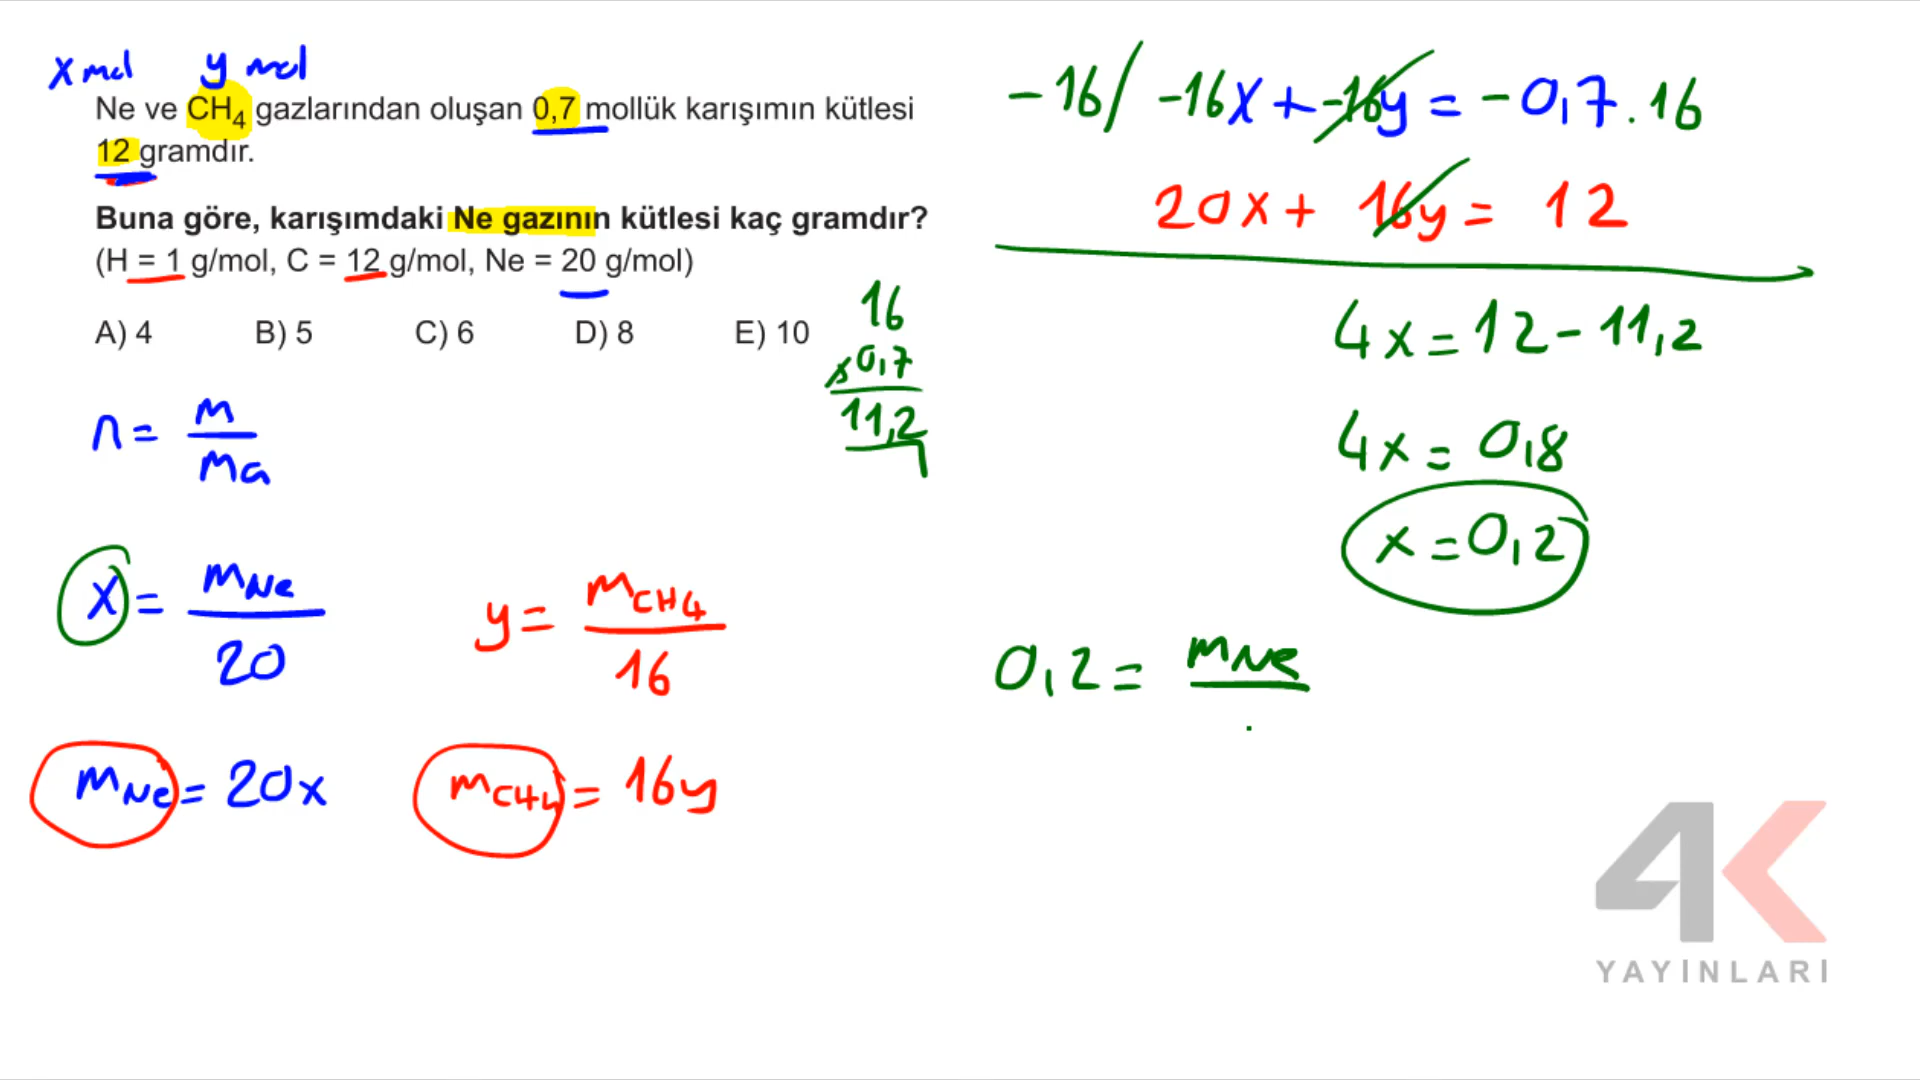 x mol y mol
Ne ve CH₄ gazlarından oluşan 0,7 mollük karışımın kütlesi
12 gramdır.
Buna göre, karışımdaki Ne gazının kütlesi kaç gramdır?
(H = 1 g/mol, C = 12 g/mol, Ne = 20 g/mol)
A) 4 B) 5 C) 6 D) 8 E) 10
16
x 0,7
11,2
n = m / Ma
x = mNe / 20
y = mCH4 / 16
mNe = 20x
mCH4 = 16y
-16/ -16x + -16y = -0,7.16
20x + 16y = 12
4x = 12 - 11,2
4x = 0,8
x = 0,2
0,2 = mNe
4K
YAYINLARI